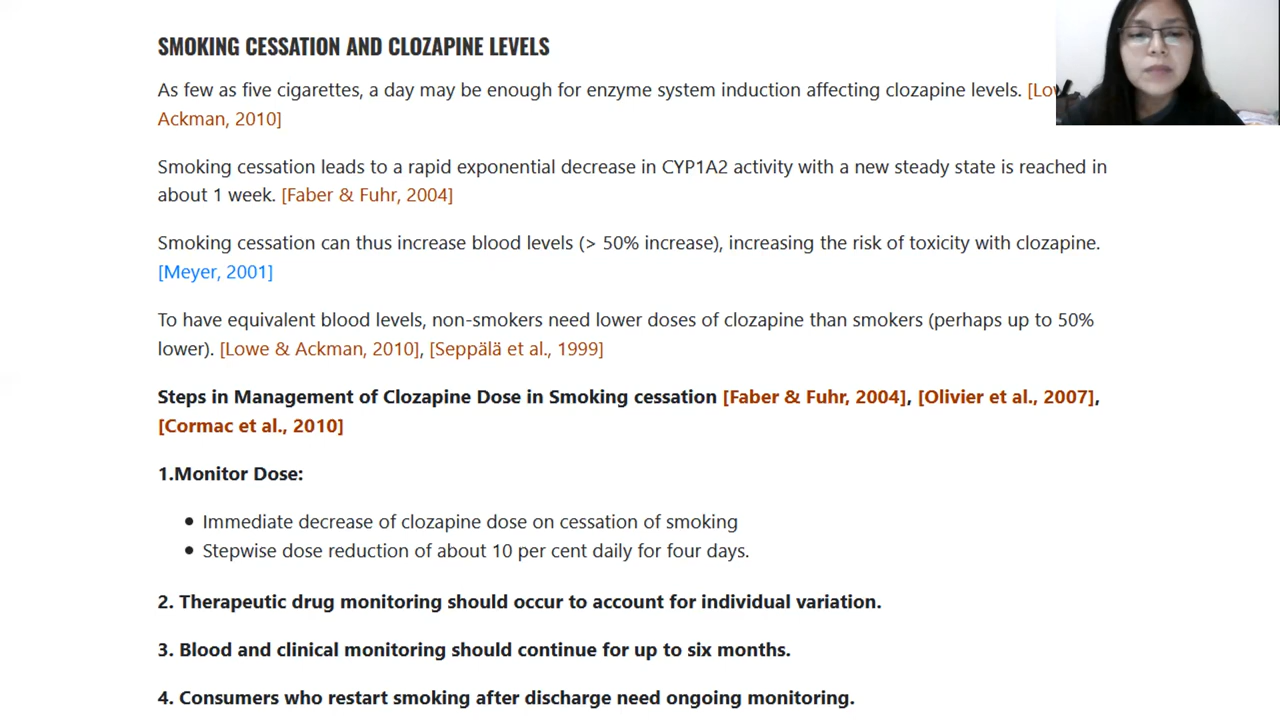 SMOKING CESSATION AND CLOZAPINE LEVELS
As few as five cigarettes, a day may be enough for enzyme system induction affecting clozapine levels.
Ackman, 2010]
Smoking cessation leads to a rapid exponential decrease in CYP1A2 activity with a new steady state is reached in
about 1 week. [Faber & Fuhr, 2004]
Smoking cessation can thus increase blood levels (> 50% increase), increasing the risk of toxicity with clozapine.
[Meyer, 2001]
To have equivalent blood levels, non-smokers need lower doses of clozapine than smokers (perhaps up to 50%
lower). [Lowe & Ackman, 2010], [Seppälä et al., 1999]
Steps in Management of Clozapine Dose in Smoking cessation [Faber & Fuhr, 2004], [Olivier et al., 2007],
[Cormac et al., 2010]
1.Monitor Dose:
● Immediate decrease of clozapine dose on cessation of smoking
● Stepwise dose reduction of about 10 per cent daily for four days.
2. Therapeutic drug monitoring should occur to account for individual variation.
3. Blood and clinical monitoring should continue for up to six months.
4. Consumers who restart smoking after discharge need ongoing monitoring.